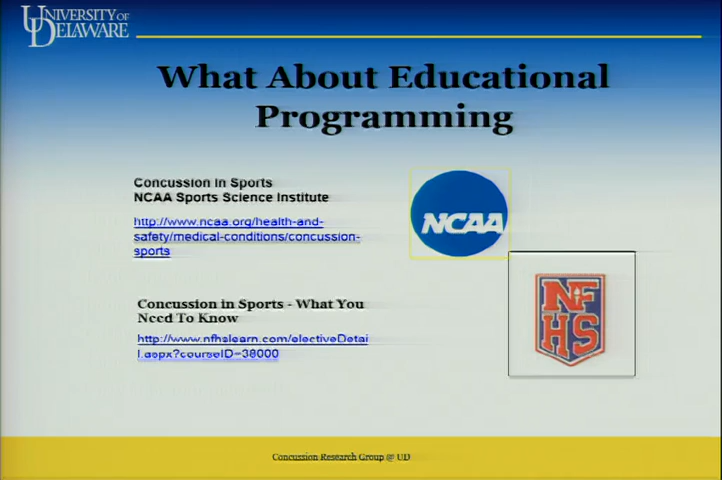 UNIVERSITY OF
DELAWARE
What About Educational
Programming
Concussion in Sports
NCAA Sports Science Institute
http://www.ncaa.org/health-and-
safety/medical-conditions/concussion-
sports
NCAA
Concussion in Sports - What You
Need To Know
http://www.nfhslearn.com/electiveDetai
l.aspx?courseID=38000
NF
HS
Concussion Research Group @ UD